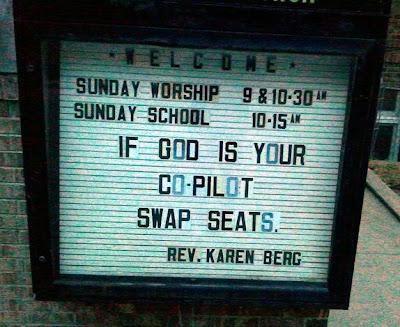 • WELCOME •
SUNDAY WORSHIP 9 & 10-30 AM
SUNDAY SCHOOL 10-15 AM
IF GOD IS YOUR
CO-PILOT
SWAP SEATS.
REV. KAREN BERG